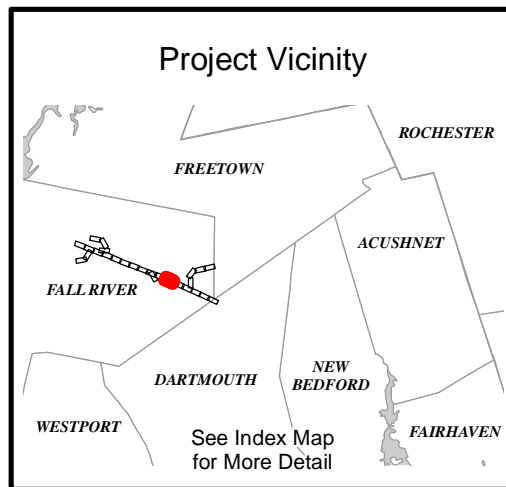 Project Vicinity
ROCHESTER
FREETOWN
ACUSHNET
FALL RIVER
DARTMOUTH
NEW
BEDFORD
WESTPORT
FAIRHAVEN
See Index Map
for More Detail